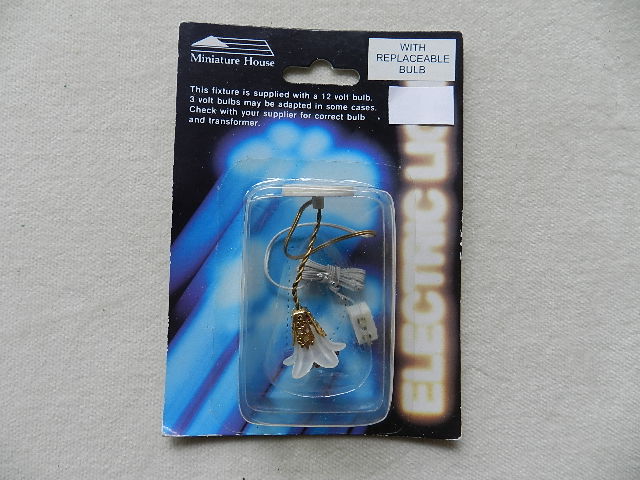 Miniature House
WITH
REPLACEABLE
BULB
This fixture is supplied with a 12 volt bulb.
3 volt bulbs may be adapted in some cases.
Check with your supplier for correct bulb
and transformer.
ELECTRIC LIG